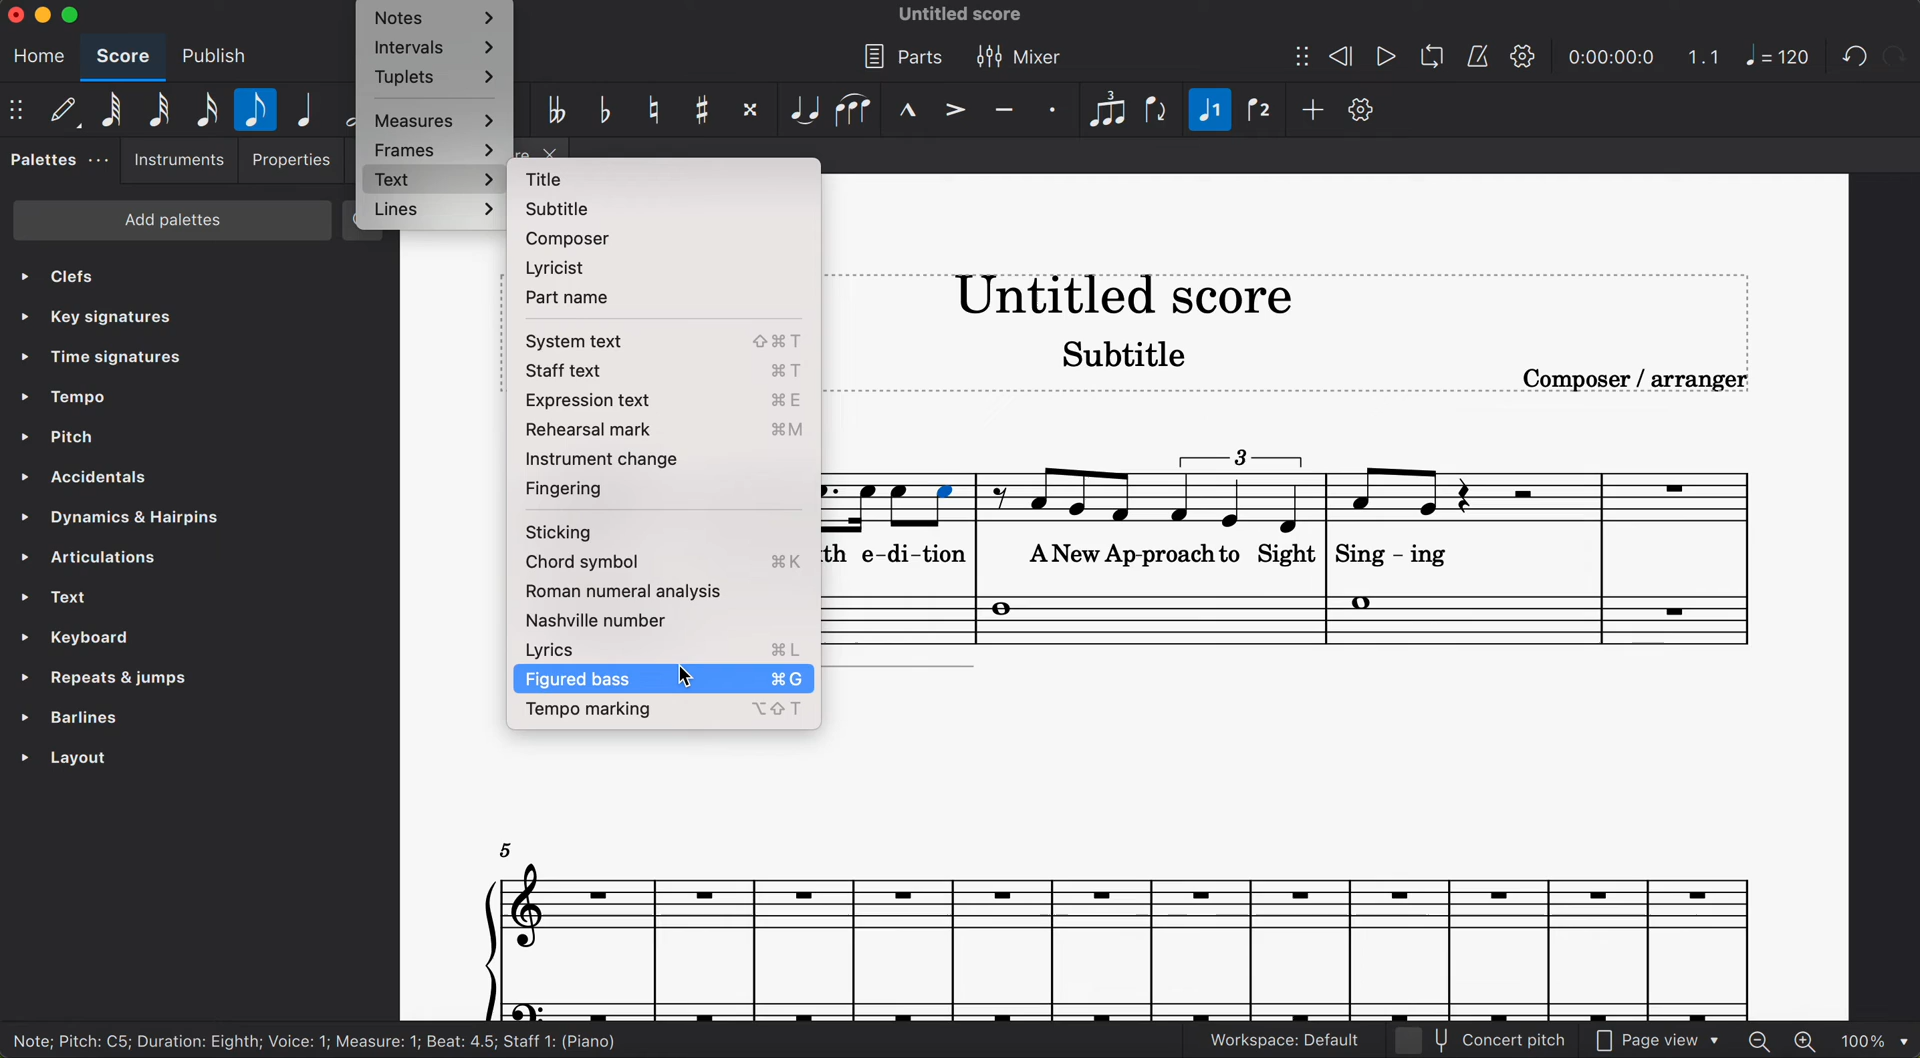 Untitled score
Home Score Publish
Parts Mixer
0:00:00:0 1.1 = 120
Notes
Intervals
Tuplets
Measures
Frames
Text
Lines
3
1 2
Palettes ··· Instruments Properties
Add palettes
Clefs
Key signatures
Time signatures
Tempo
Pitch
Accidentals
Dynamics & Hairpins
Articulations
Text
Keyboard
Repeats & jumps
Barlines
Layout
Title
Subtitle
Composer
Lyricist
Part name
System text ⇧⌘T
Staff text ⌘T
Expression text ⌘E
Rehearsal mark ⌘M
Instrument change
Fingering
Sticking
Chord symbol ⌘K
Roman numeral analysis
Nashville number
Lyrics ⌘L
Figured bass ⌘G
Tempo marking ⌥⇧T
Untitled score
Subtitle
Composer / arranger
3
th e-di-tion A New Ap-proach to Sight Sing - ing
5
Note; Pitch: C5; Duration: Eighth; Voice: 1; Measure: 1; Beat: 4.5; Staff 1: (Piano)
Workspace: Default Concert pitch Page view 100%